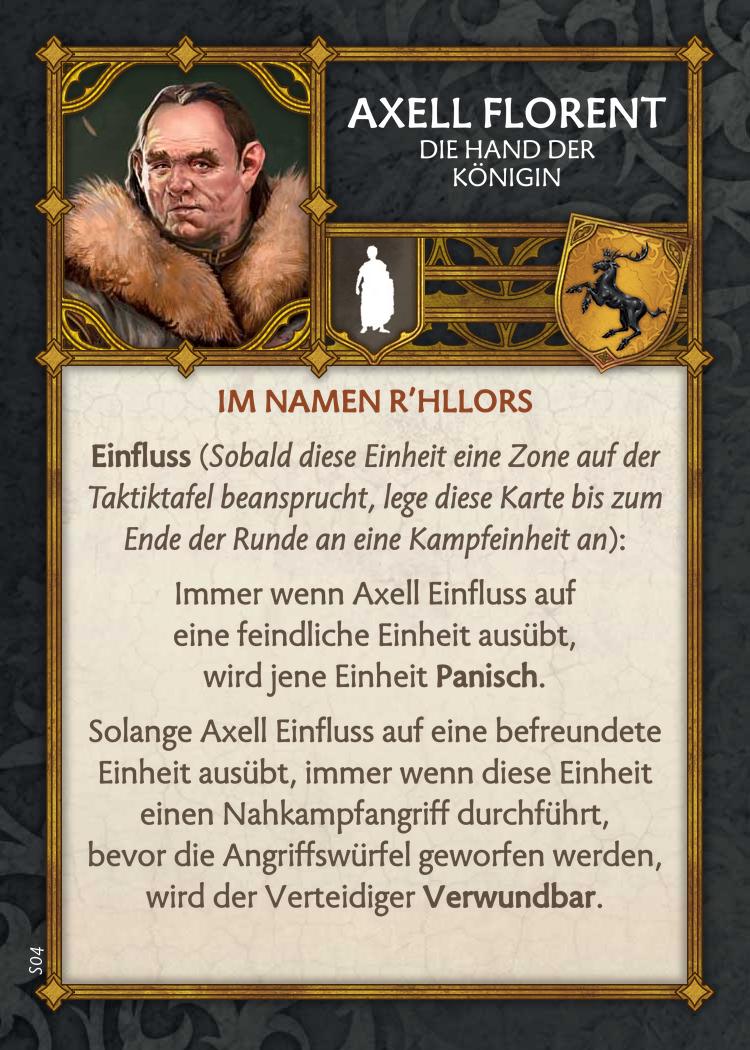 AXELL FLORENT
DIE HAND DER
KÖNIGIN
IM NAMEN R'HLLORS
Einfluss (Sobald diese Einheit eine Zone auf der
Taktiktafel beansprucht, lege diese Karte bis zum
Ende der Runde an eine Kampfeinheit an):
Immer wenn Axell Einfluss auf
eine feindliche Einheit ausübt,
wird jene Einheit Panisch.
Solange Axell Einfluss auf eine befreundete
Einheit ausübt, immer wenn diese Einheit
einen Nahkampfangriff durchführt,
bevor die Angriffswürfel geworfen werden,
wird der Verteidiger Verwundbar.
S04